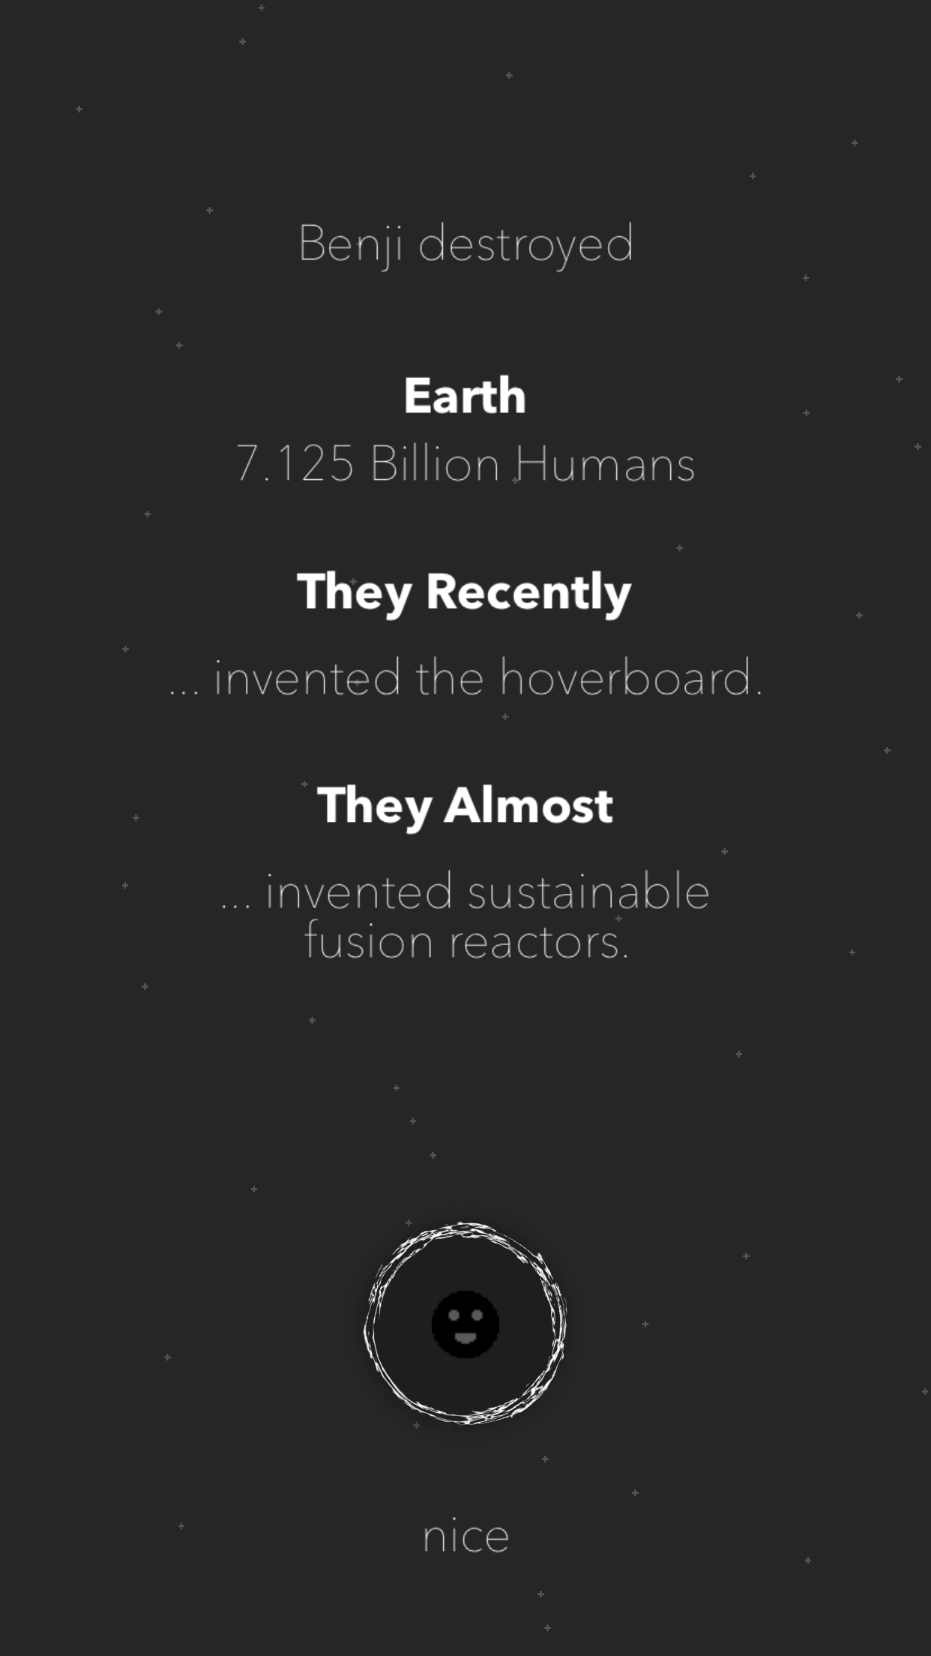 Benji destroyed
Earth
7.125 Billion Humans
They Recently
... invented the hoverboard.
They Almost
... invented sustainable
fusion reactors.
nice